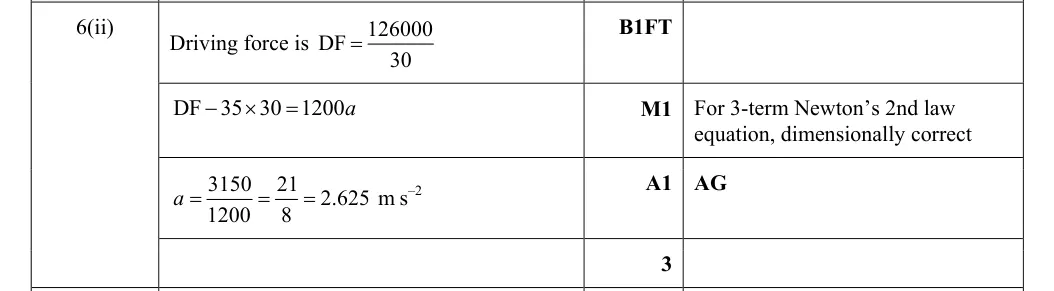 6(ii)
Driving force is DF = 126000/30
B1FT
DF − 35 × 30 = 1200a
M1
For 3-term Newton’s 2nd law
equation, dimensionally correct
a = 3150/1200 = 21/8 = 2.625 m s⁻²
A1
AG
3